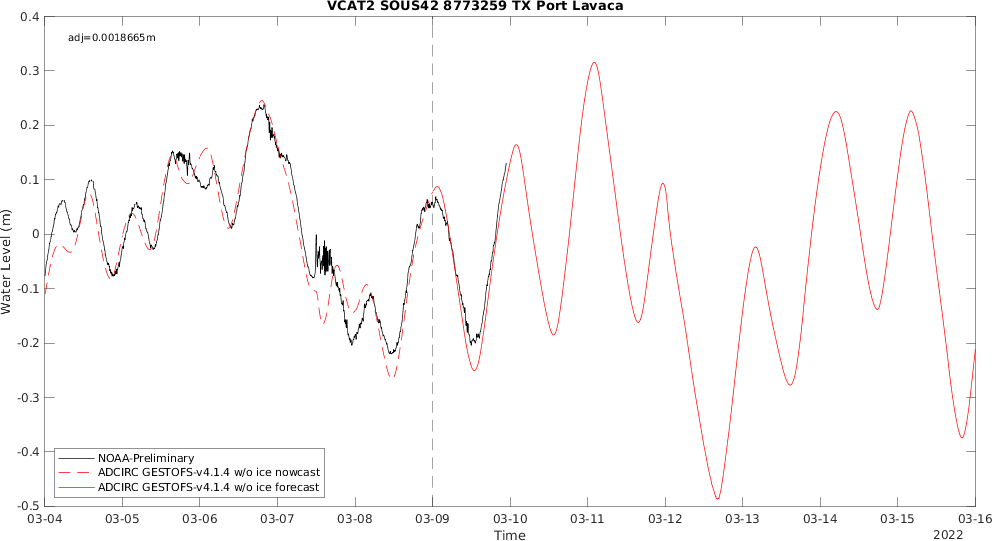 VCAT2 SOUS42 8773259 TX Port Lavaca
adj=0.0018665m
0.4
0.3
0.2
0.1
0
-0.1
-0.2
-0.3
-0.4
-0.5
Water Level (m)
NOAA-Preliminary
ADCIRC GESTOFS-v4.1.4 w/o ice nowcast
ADCIRC GESTOFS-v4.1.4 w/o ice forecast
03-04 03-05 03-06 03-07 03-08 03-09 03-10 03-11 03-12 03-13 03-14 03-15 03-16
Time
2022